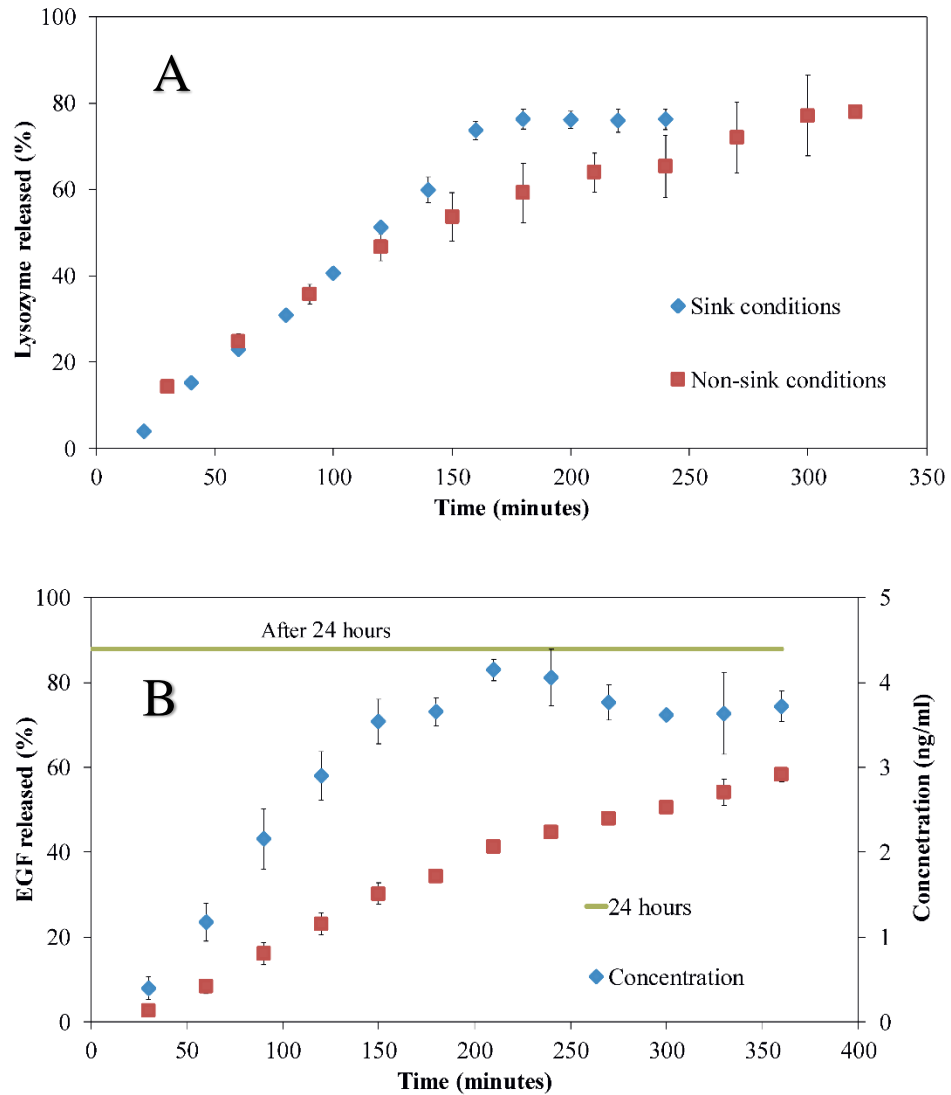 A
Lysozyme released (%)
100
80
60
40
20
0
Sink conditions
Non-sink conditions
0 50 100 150 200 250 300 350
Time (minutes)
B
EGF released (%)
100
80
60
40
20
0
After 24 hours
24 hours
Concentration
5
4
3
2
1
0
Concnetration (ng/ml)
0 50 100 150 200 250 300 350 400
Time (minutes)